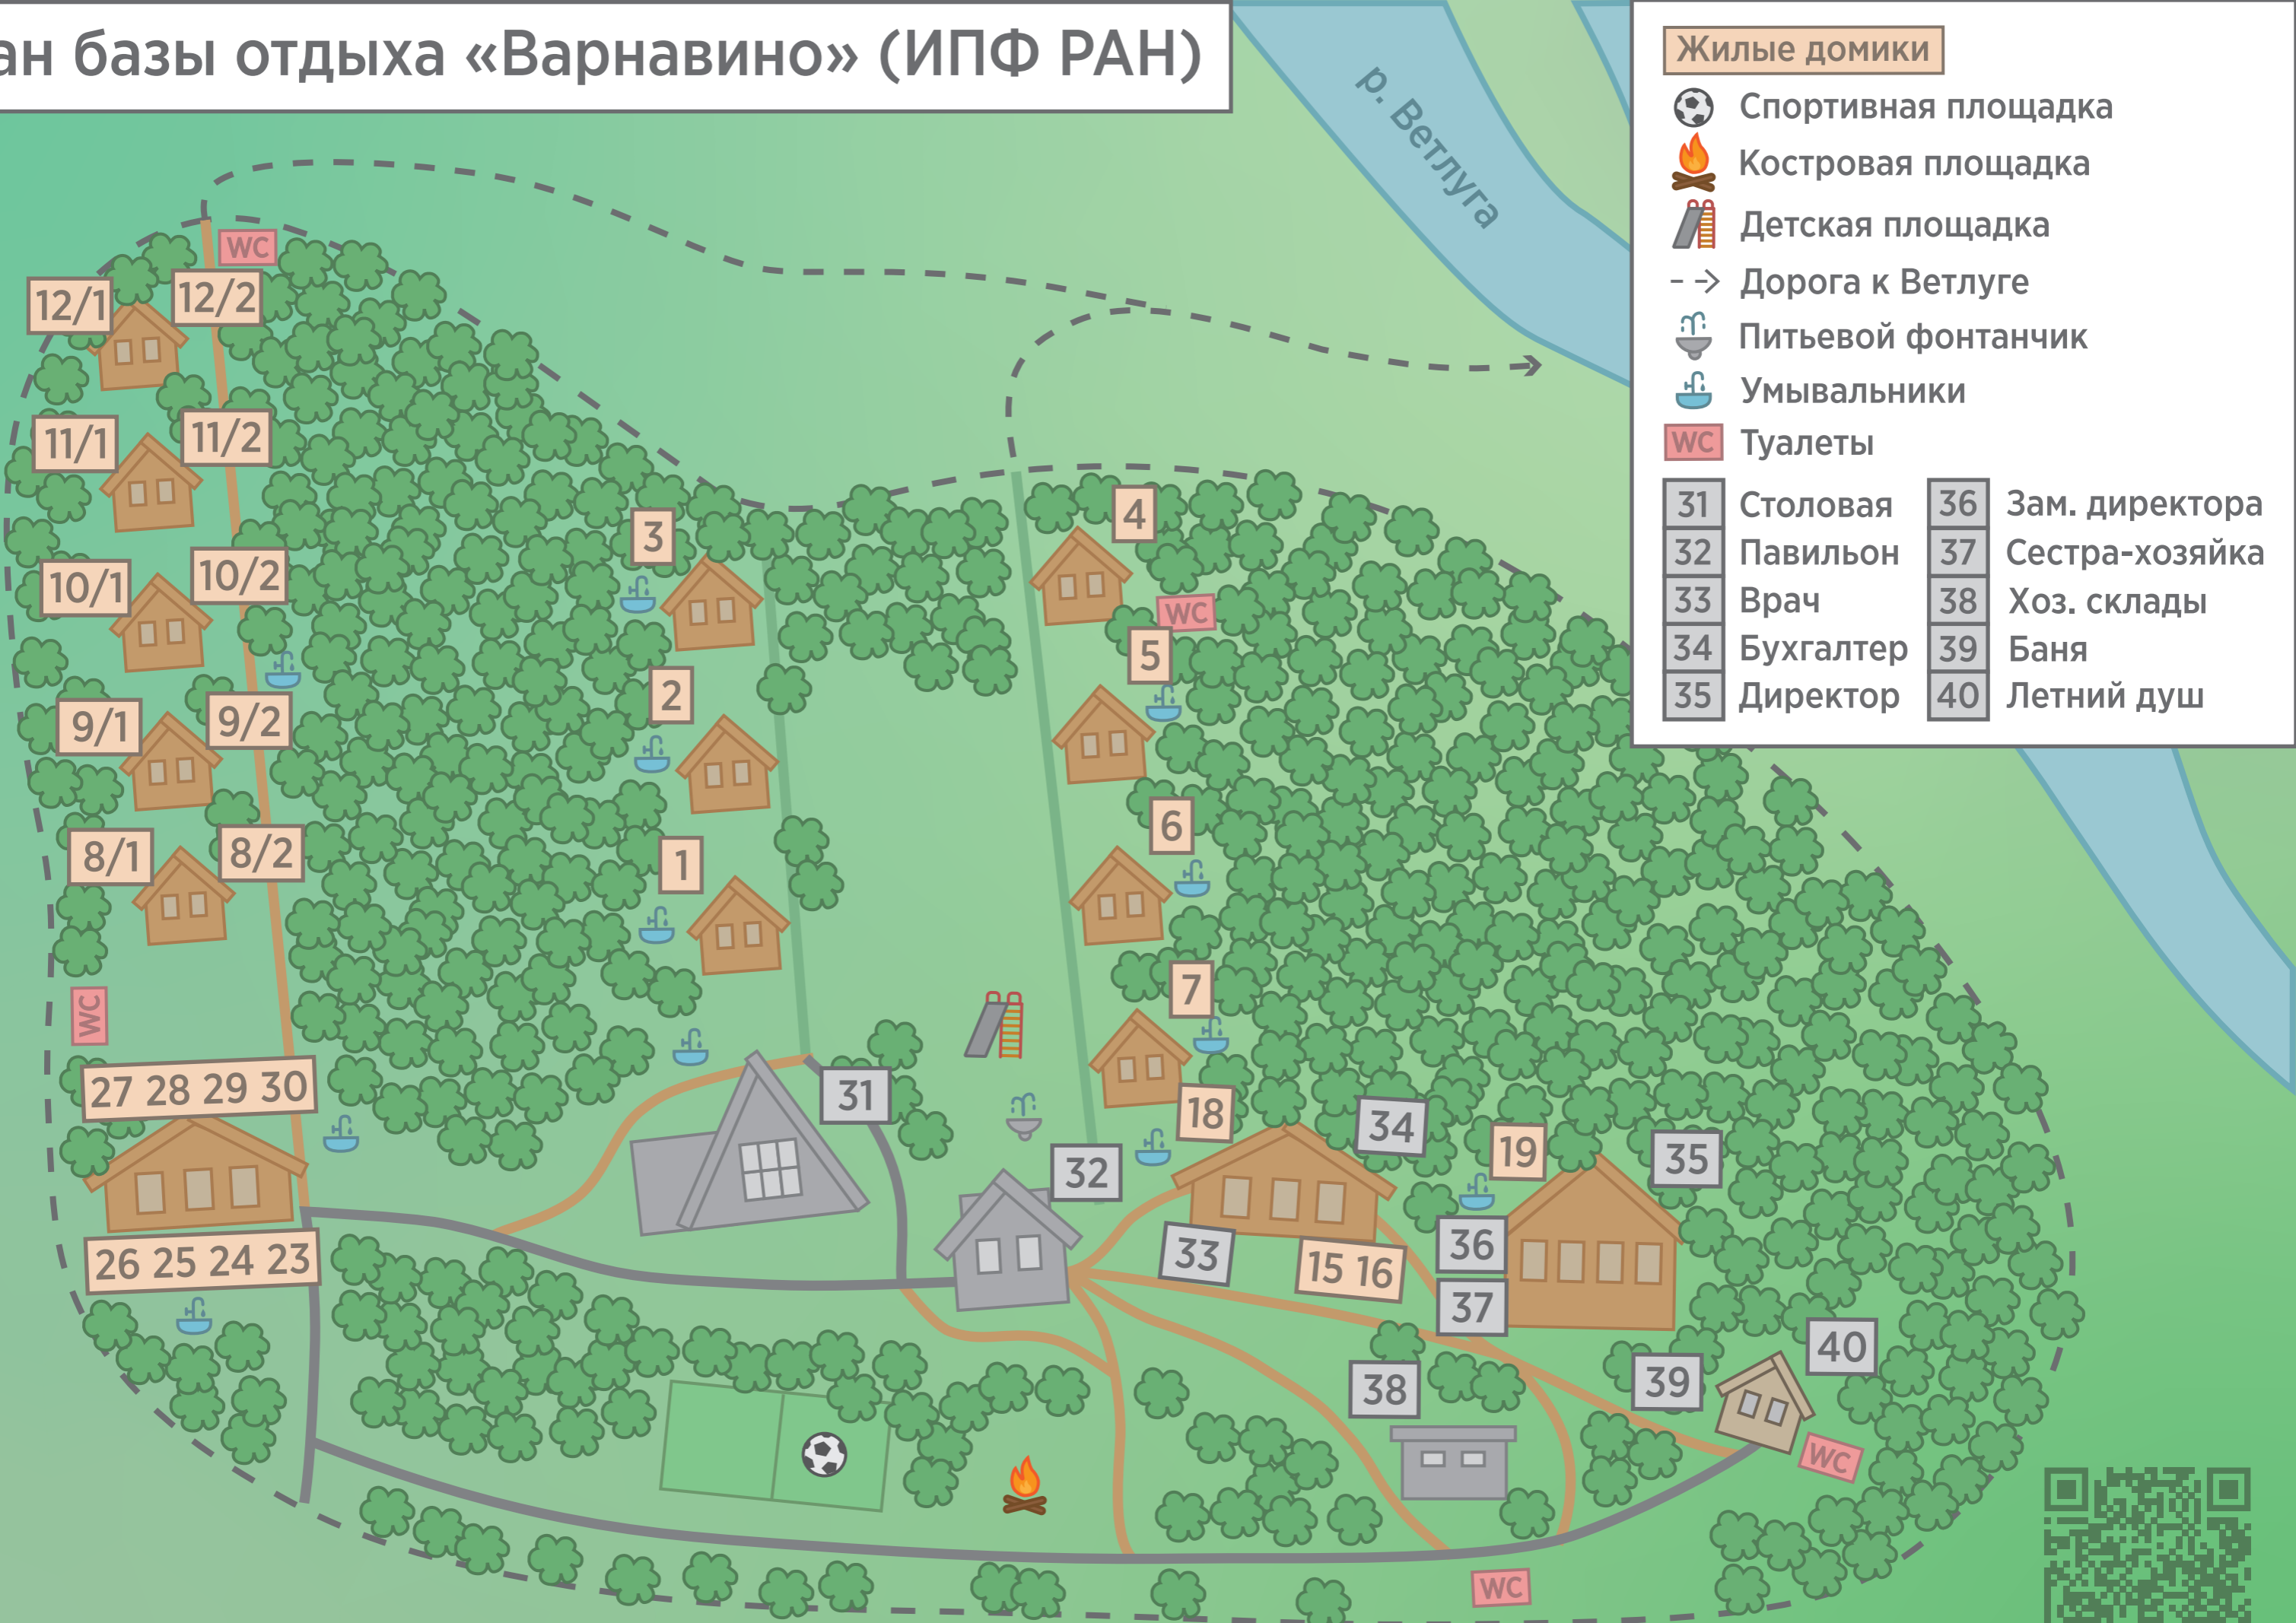 ан базы отдыха «Варнавино» (ИПФ РАН)
р. Ветлуга
Жилые домики
Спортивная площадка
Костровая площадка
Детская площадка
Дорога к Ветлуге
Питьевой фонтанчик
Умывальники
WC Туалеты
31 Столовая
32 Павильон
33 Врач
34 Бухгалтер
35 Директор
36 Зам. директора
37 Сестра-хозяйка
38 Хоз. склады
39 Баня
40 Летний душ
WC
12/1
12/2
11/1
11/2
10/1
10/2
9/1
9/2
8/1
8/2
WC
27 28 29 30
26 25 24 23
3
2
1
4
WC
5
6
7
18
31
32
33
34
15 16
19
35
36
37
38
39
40
WC
WC